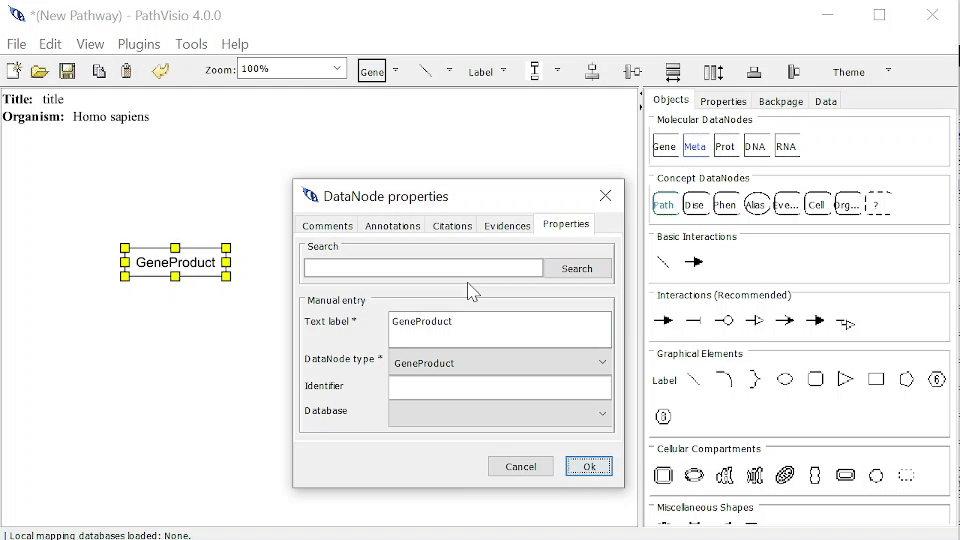 *(New Pathway) - PathVisio 4.0.0
File Edit View Plugins Tools Help
Zoom: 100% Gene Label Theme
Title: title
Organism: Homo sapiens
GeneProduct
DataNode properties
Comments Annotations Citations Evidences Properties
Search
Search
Manual entry
Text label * GeneProduct
DataNode type * GeneProduct
Identifier
Database
Cancel Ok
Objects Properties Backpage Data
Molecular DataNodes
Gene Meta Prot DNA RNA
Concept DataNodes
Path Dise Phen Alias Eve... Cell Org... ?
Basic Interactions
Interactions (Recommended)
Graphical Elements
Label 6
8
Cellular Compartments
Miscellaneous Shapes
Local mapping databases loaded: None.